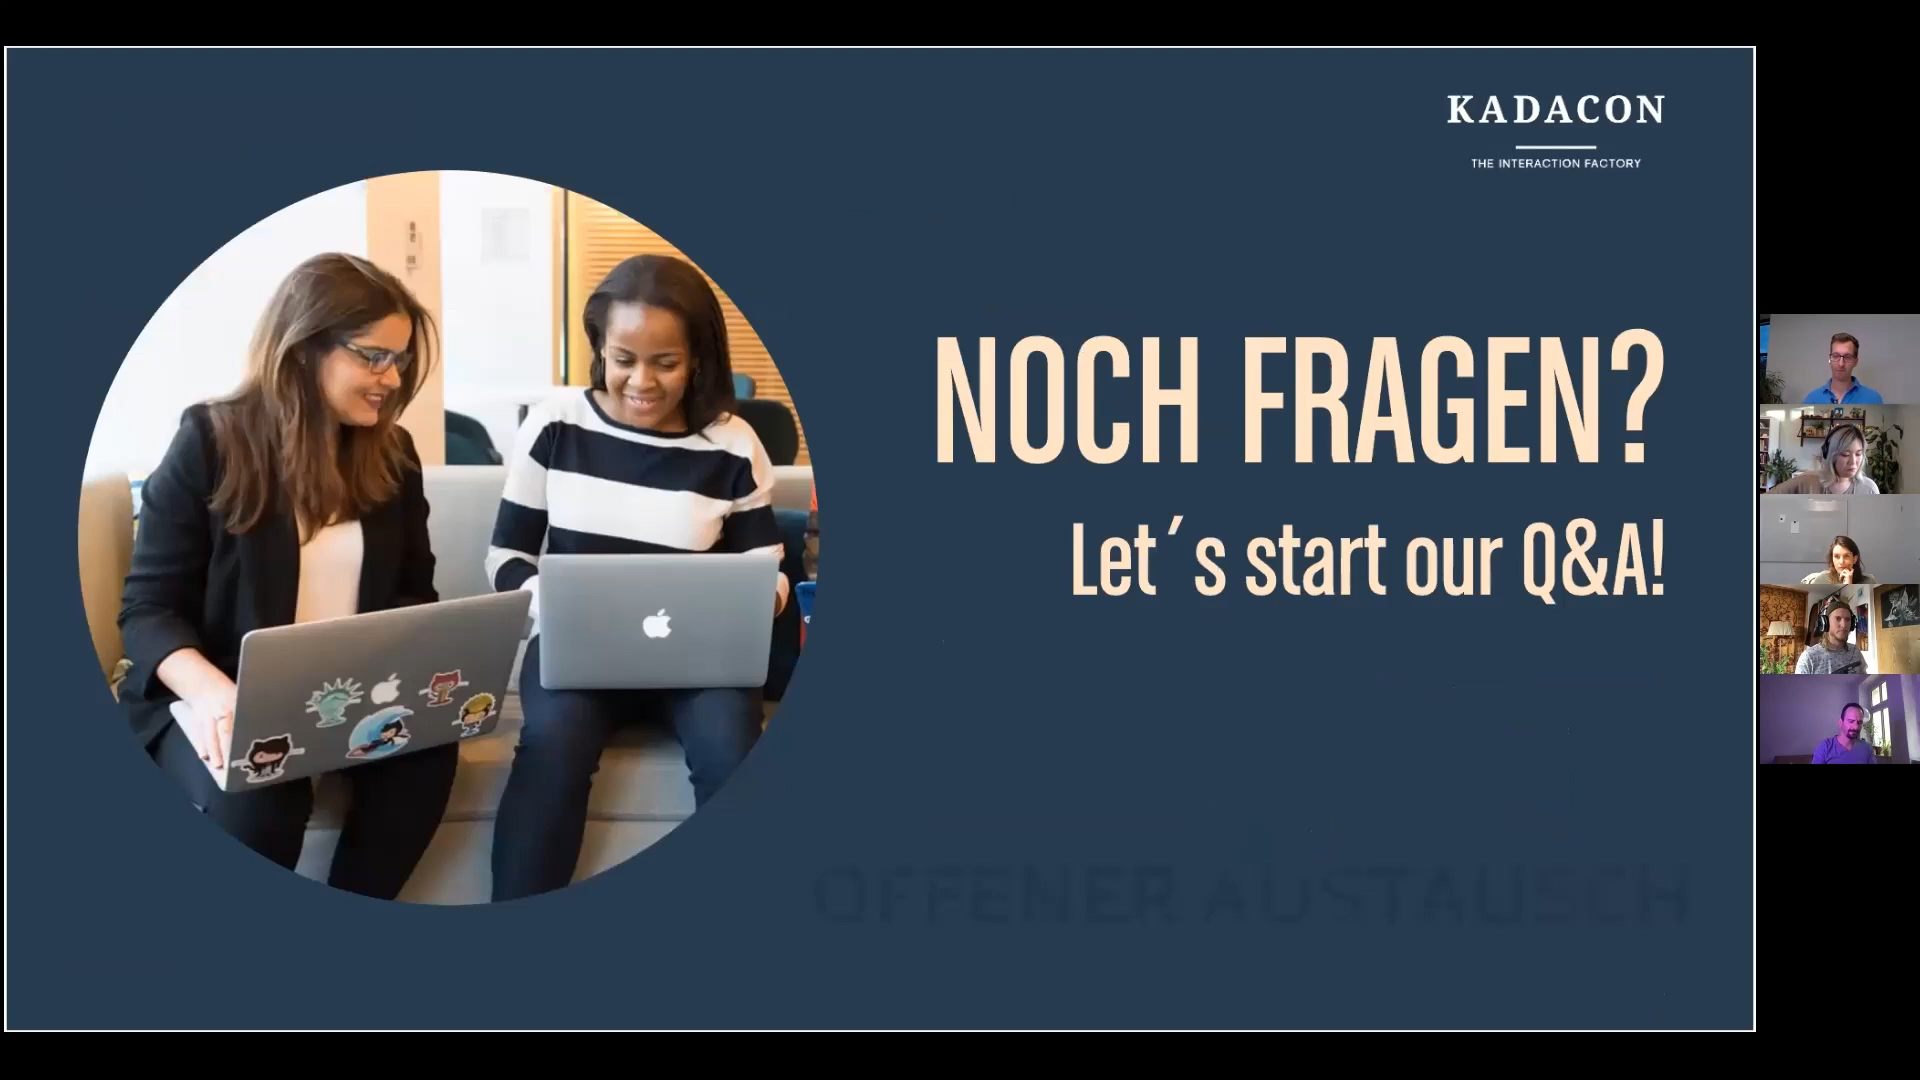 KADACON
THE INTERACTION FACTORY
NOCH FRAGEN?
Let´s start our Q&A!
OFFENER AUSTAUSCH